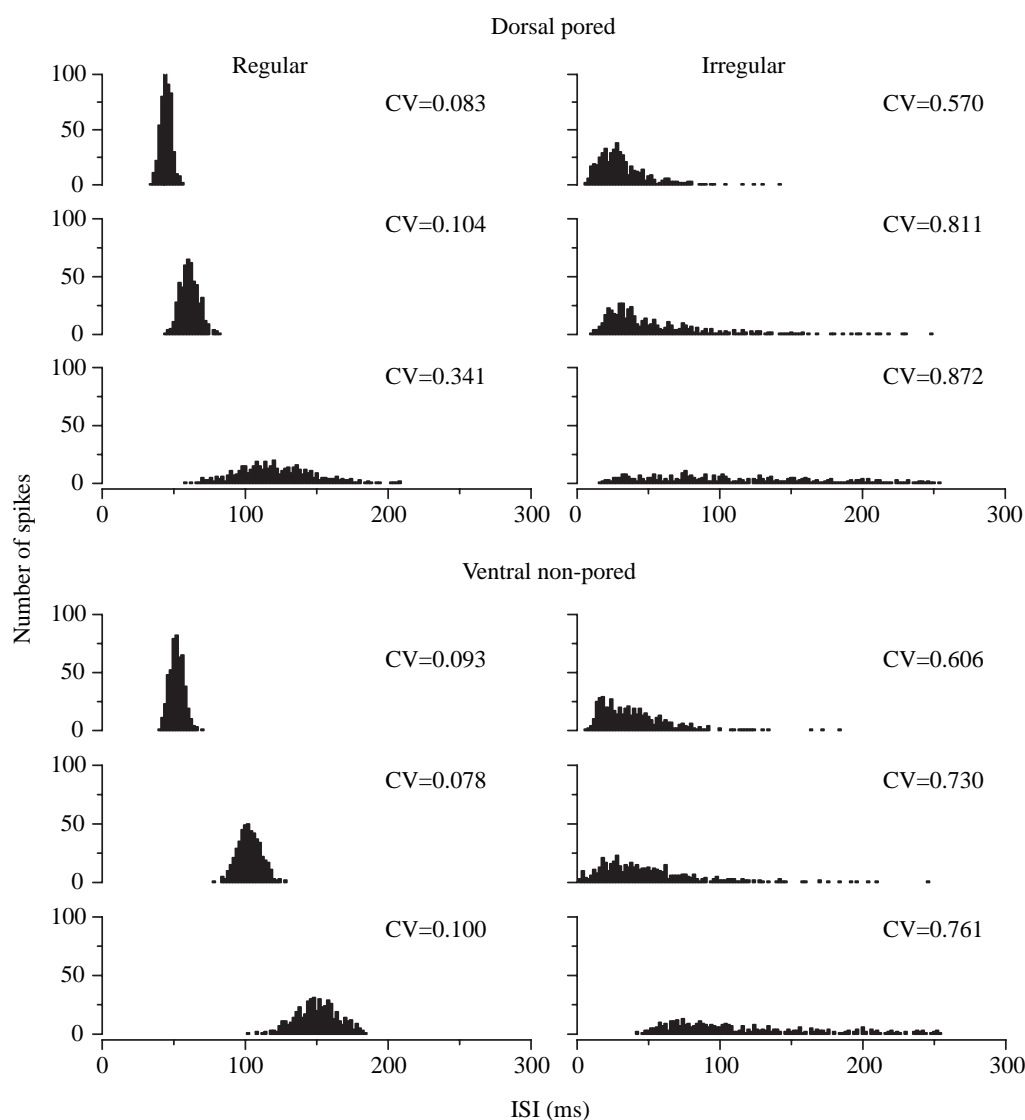 Dorsal pored
Regular
Irregular
100
50
0
CV=0.083
CV=0.570
100
50
0
CV=0.104
CV=0.811
100
50
0
CV=0.341
CV=0.872
0 100 200 300
0 100 200 300
Number of spikes
Ventral non-pored
100
50
0
CV=0.093
CV=0.606
100
50
0
CV=0.078
CV=0.730
100
50
0
CV=0.100
CV=0.761
0 100 200 300
0 100 200 300
ISI (ms)